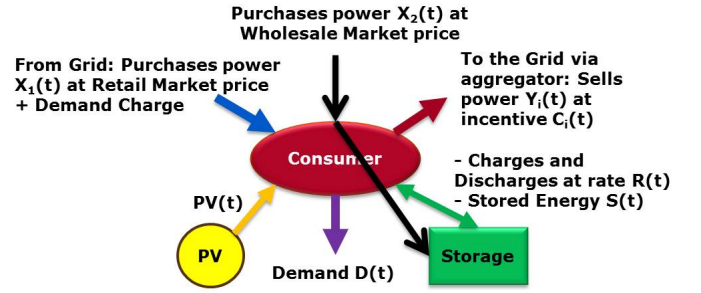 Purchases power X₂(t) at
Wholesale Market price
From Grid: Purchases power
X₁(t) at Retail Market price
+ Demand Charge
To the Grid via
aggregator: Sells
power Yᵢ(t) at
incentive Cᵢ(t)
Consumer
- Charges and
Discharges at rate R(t)
- Stored Energy S(t)
PV(t)
PV
Demand D(t)
Storage